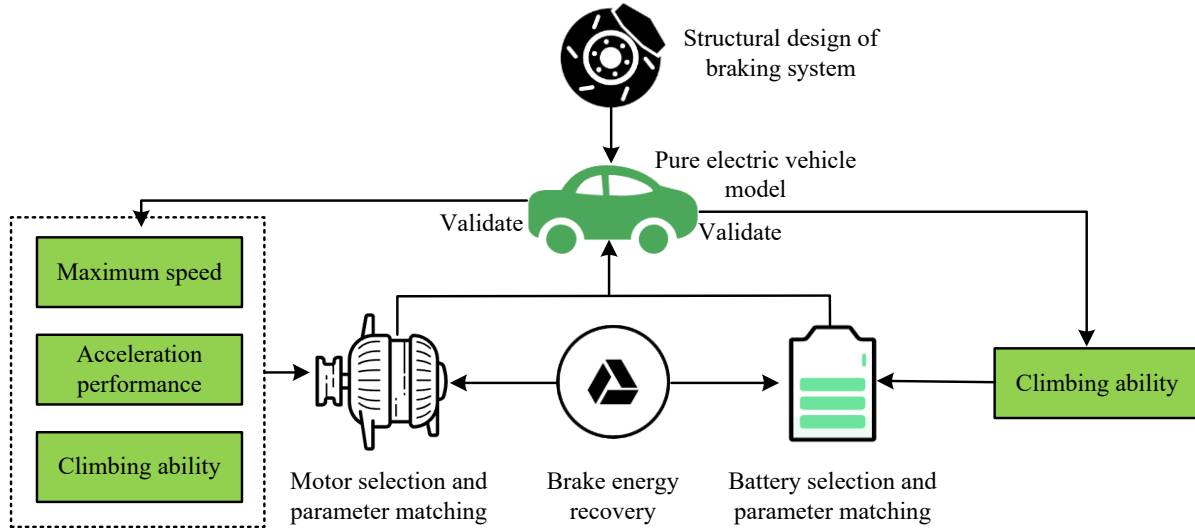 Structural design of
braking system
Pure electric vehicle
model
Validate
Validate
Maximum speed
Acceleration
performance
Climbing ability
Climbing ability
Motor selection and
parameter matching
Brake energy
recovery
Battery selection and
parameter matching